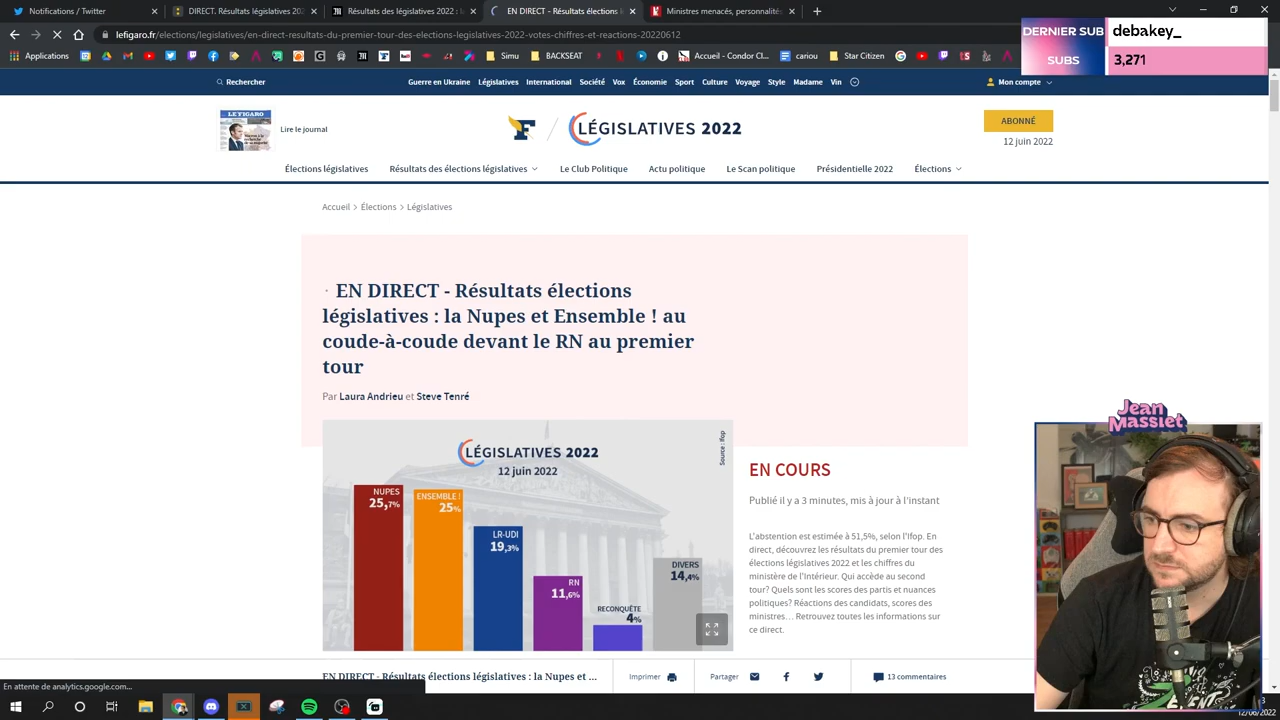 Notifications / Twitter
DIRECT. Résultats législatives 2022
Résultats législatives 2022 :
EN DIRECT - Résultats élections
Ministres menacés, personnalité
lefigaro.fr/elections/legislatives/en-direct-resultats-du-premier-tour-des-elections-legislatives-2022-votes-chiffres-et-reactions-20220612
Applications
Simu
BACKSEAT
Accueil - Condor Cl...
cariou
Star Citizen
DERNIER SUB
debakey_
SUBS
3,271
Rechercher
Guerre en Ukraine Législatives International Société Vox Économie Sport Culture Voyage Style Madame Vin
Mon compte
LE FIGARO
Lire le journal
F / LÉGISLATIVES 2022
ABONNÉ
12 juin 2022
Élections législatives Résultats des élections législatives Le Club Politique Actu politique Le Scan politique Présidentielle 2022 Élections
Accueil > Élections > Législatives
EN DIRECT - Résultats élections
législatives : la Nupes et Ensemble ! au
coude-à-coude devant le RN au premier
tour
Par Laura Andrieu et Steve Tenré
LÉGISLATIVES 2022
12 juin 2022
Source : Ifop
NUPES
25,7%
ENSEMBLE !
25%
LR-UDI
19,3%
RN
11,6%
RECONQUÊTE
4%
DIVERS
14,4%
EN COURS
Publié il y a 3 minutes, mis à jour à l'instant
L'abstention est estimée à 51,5%, selon l'Ifop. En
direct, découvrez les résultats du premier tour des
élections législatives 2022 et les chiffres du
ministère de l'Intérieur. Qui accède au second
tour? Quels sont les scores des partis et nuances
politiques? Réactions des candidats, scores des
ministres... Retrouvez toutes les informations sur
ce direct.
Jean
Massiet
EN DIRECT - Résultats élections législatives : la Nupes et ...
Imprimer
Partager
13 commentaires
En attente de analytics.google.com...
12/06/2022